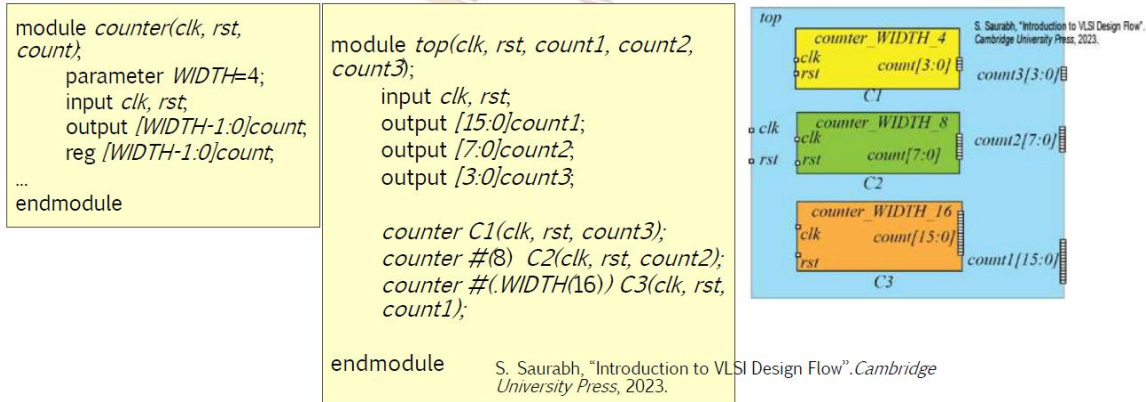 module counter(clk, rst,
count);
parameter WIDTH=4;
input clk, rst;
output [WIDTH-1:0]count;
reg [WIDTH-1:0]count;
...
endmodule
module top(clk, rst, count1, count2,
count3);
input clk, rst;
output [15:0]count1;
output [7:0]count2;
output [3:0]count3;
counter C1(clk, rst, count3);
counter #(8) C2(clk, rst, count2);
counter #(.WIDTH(16)) C3(clk, rst,
count1);
endmodule
S. Saurabh, "Introduction to VLSI Design Flow".Cambridge
University Press, 2023.
top
counter_WIDTH_4
clk
count[3:0]
rst
C1
count3[3:0]
counter_WIDTH_8
clk
clk
count2[7:0]
rst
rst
count[7:0]
C2
counter_WIDTH_16
clk
count[15:0]
rst
count1[15:0]
C3
S. Saurabh, "Introduction to VLSI Design Flow".
Cambridge University Press, 2023.